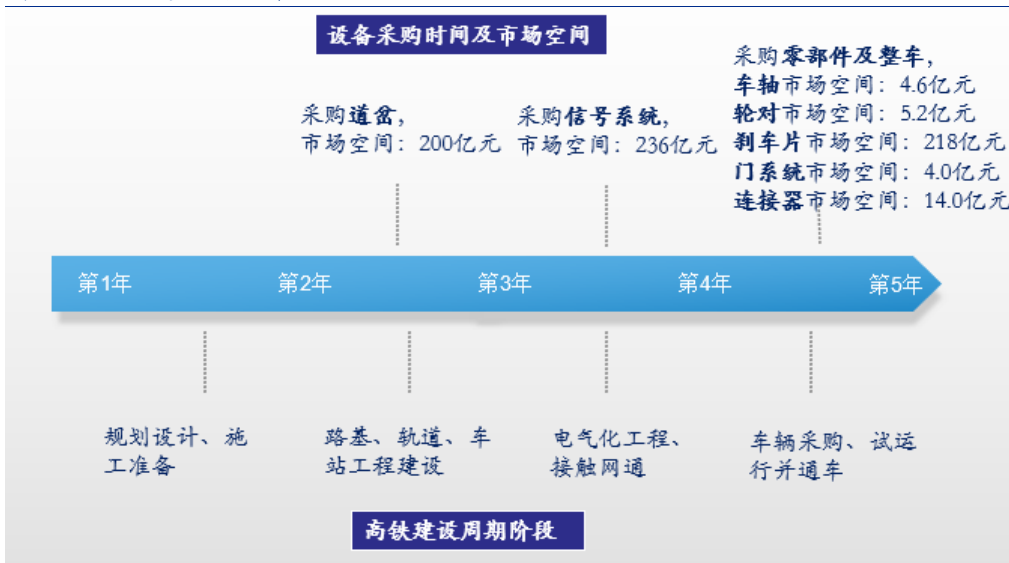 设备采购时间及市场空间
采购道岔，
市场空间：200亿元
采购信号系统，
市场空间：236亿元
采购零部件及整车，
车轴市场空间：4.6亿元
轮对市场空间：5.2亿元
刹车片市场空间：218亿元
门系统市场空间：4.0亿元
连接器市场空间：14.0亿元
第1年
第2年
第3年
第4年
第5年
规划设计、施
工准备
路基、轨道、车
站工程建设
电气化工程、
接触网通
车辆采购、试运
行并通车
高铁建设周期阶段